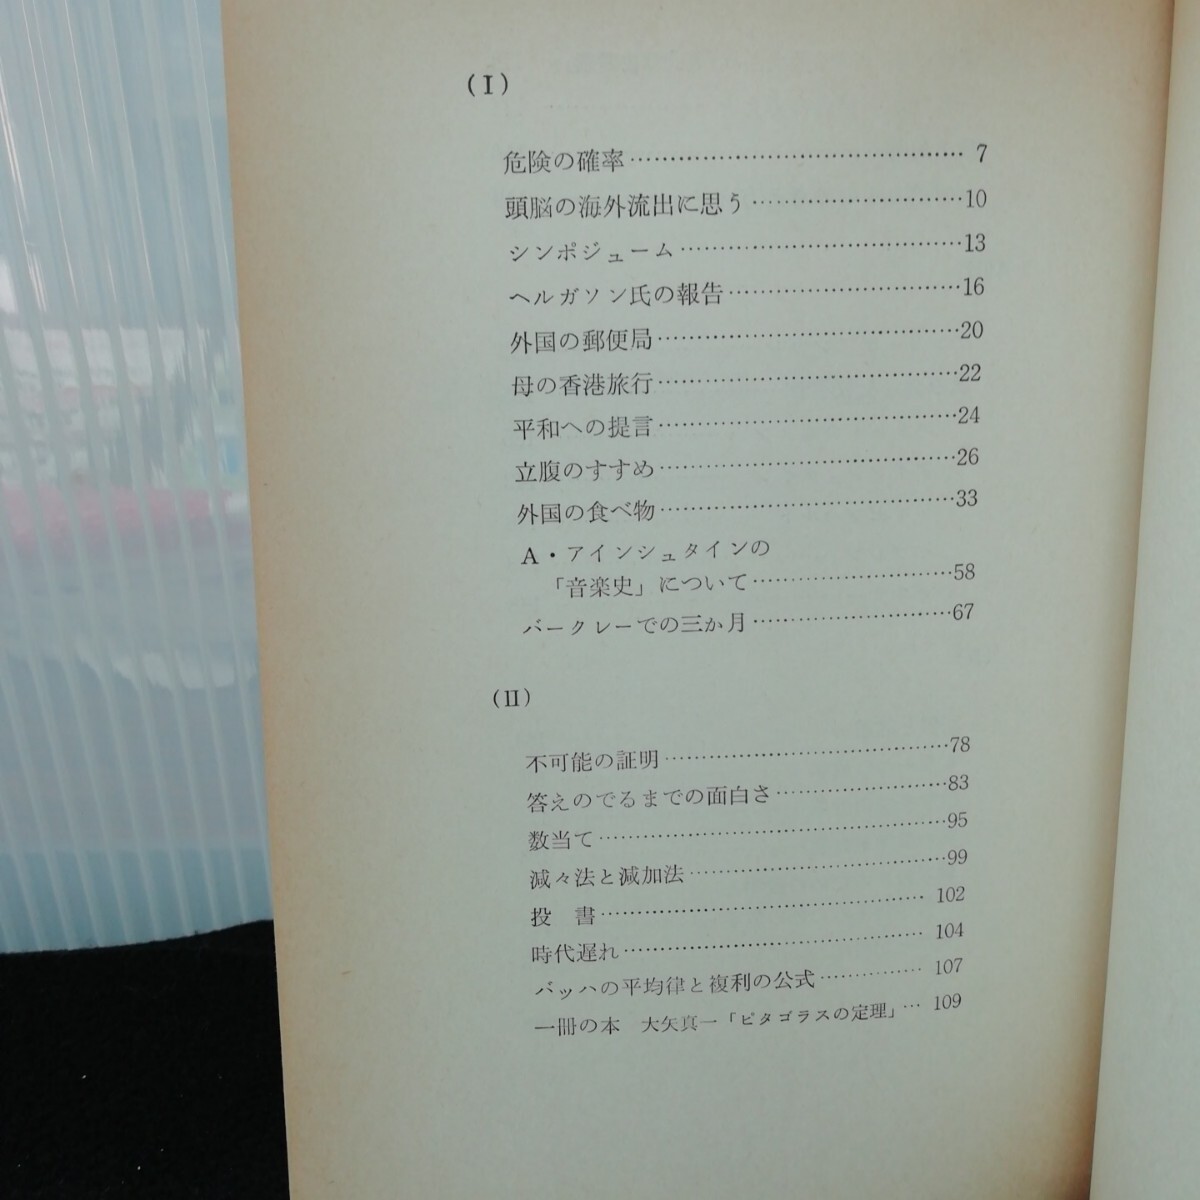 (I)
危険の確率…………………………………… 7
頭脳の海外流出に思う………………………10
シンポジューム………………………………13
ヘルガソン氏の報告…………………………16
外国の郵便局…………………………………20
母の香港旅行…………………………………22
平和への提言…………………………………24
立腹のすすめ…………………………………26
外国の食べ物…………………………………33
A・アインシュタインの
「音楽史」について……………………58
バークレーでの三か月………………………67
(II)
不可能の証明…………………………………78
答えのでるまでの面白さ……………………83
数当て…………………………………………95
減々法と減加法………………………………99
投　書………………………………………… 102
時代遅れ……………………………………… 104
バッハの平均律と複利の公式…………… 107
一冊の本　大矢真一「ピタゴラスの定理」… 109